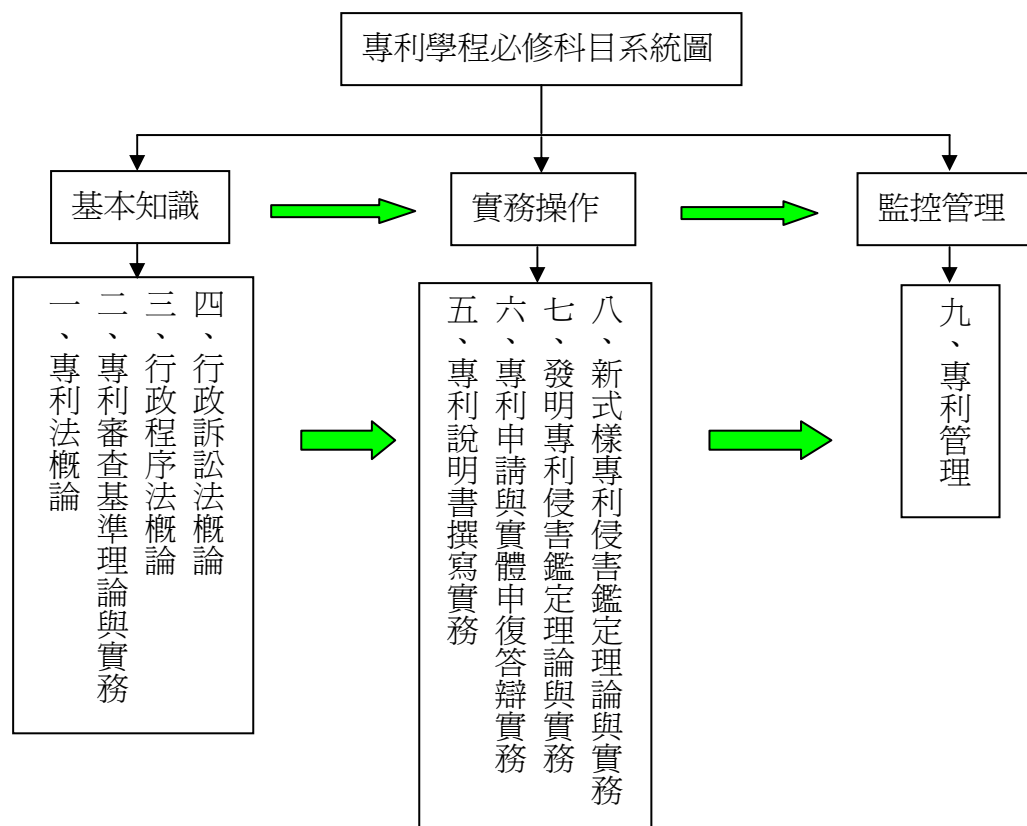 專利學程必修科目系統圖
基本知識
實務操作
監控管理
一、專利法概論
二、專利審查基準理論與實務
三、行政程序法概論
四、行政訴訟法概論
五、專利說明書撰寫實務
六、專利申請與實體申復答辯實務
七、發明專利侵害鑑定理論與實務
八、新式樣專利侵害鑑定理論與實務
九、專利管理